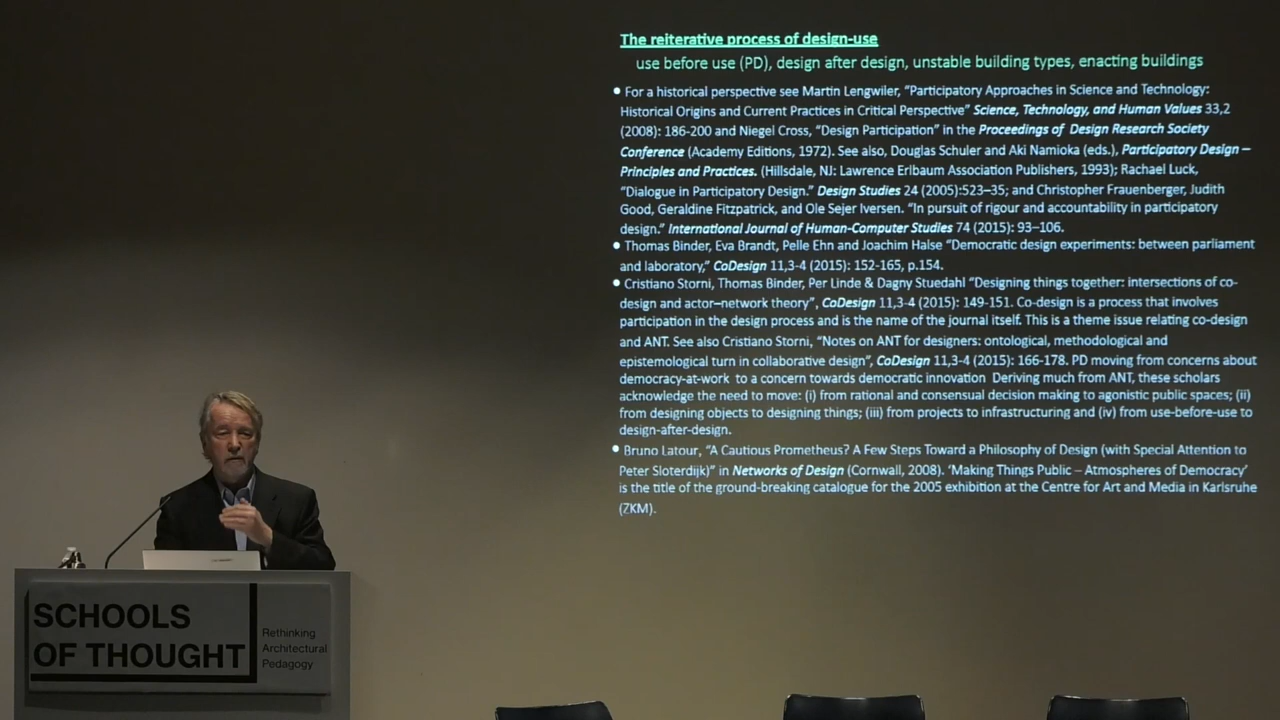 The reiterative process of design-use
use before use (PD), design after design, unstable building types, enacting buildings
• For a historical perspective see Martin Lengwiler, “Participatory Approaches in Science and Technology:
Historical Origins and Current Practices in Critical Perspective” Science, Technology, and Human Values 33,2
(2008): 186-200 and Niegel Cross, “Design Participation” in the Proceedings of Design Research Society
Conference (Academy Editions, 1972). See also, Douglas Schuler and Aki Namioka (eds.), Participatory Design –
Principles and Practices. (Hillsdale, NJ: Lawrence Erlbaum Association Publishers, 1993); Rachael Luck,
“Dialogue in Participatory Design.” Design Studies 24 (2005):523–35; and Christopher Frauenberger, Judith
Good, Geraldine Fitzpatrick, and Ole Sejer Iversen. “In pursuit of rigour and accountability in participatory
design.” International Journal of Human-Computer Studies 74 (2015): 93–106.
• Thomas Binder, Eva Brandt, Pelle Ehn and Joachim Halse “Democratic design experiments: between parliament
and laboratory,” CoDesign 11,3-4 (2015): 152-165, p.154.
• Cristiano Storni, Thomas Binder, Per Linde & Dagny Stuedahl “Designing things together: intersections of co-
design and actor–network theory”, CoDesign 11,3-4 (2015): 149-151. Co-design is a process that involves
participation in the design process and is the name of the journal itself. This is a theme issue relating co-design
and ANT. See also Cristiano Storni, “Notes on ANT for designers: ontological, methodological and
epistemological turn in collaborative design”, CoDesign 11,3-4 (2015): 166-178. PD moving from concerns about
democracy-at-work to a concern towards democratic innovation Deriving much from ANT, these scholars
acknowledge the need to move: (i) from rational and consensual decision making to agonistic public spaces; (ii)
from designing objects to designing things; (iii) from projects to infrastructuring and (iv) from use-before-use to
design-after-design.
• Bruno Latour, “A Cautious Prometheus? A Few Steps Toward a Philosophy of Design (with Special Attention to
Peter Sloterdijk)” in Networks of Design (Cornwall, 2008). ‘Making Things Public – Atmospheres of Democracy’
is the title of the ground-breaking catalogue for the 2005 exhibition at the Centre for Art and Media in Karlsruhe
(ZKM).
SCHOOLS
OF THOUGHT
Rethinking
Architectural
Pedagogy